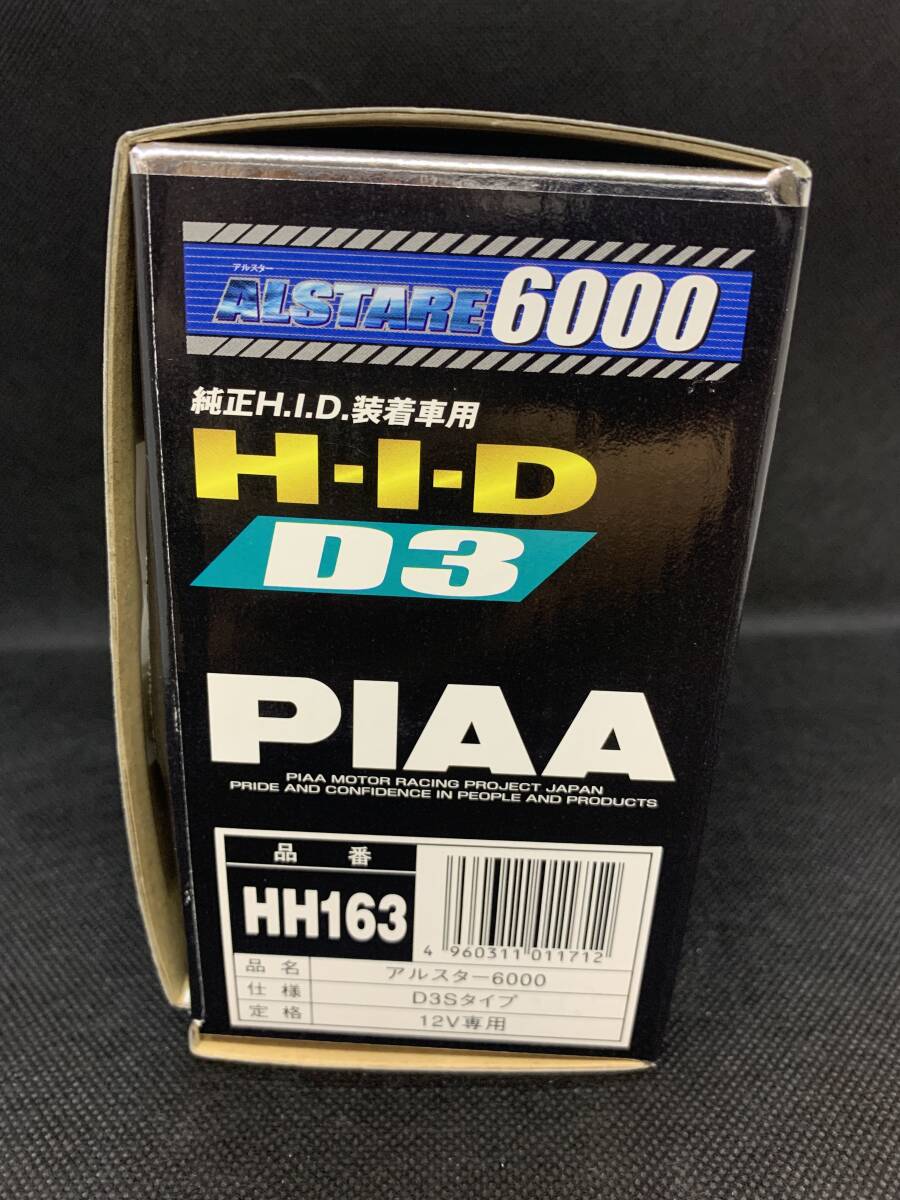 アルスター
ALSTARE 6000
純正H.I.D.装着車用
H・I・D
D3
PIAA
PIAA MOTOR RACING PROJECT JAPAN
PRIDE AND CONFIDENCE IN PEOPLE AND PRODUCTS
品 番
HH163
4 960311 011712
品 名 アルスター6000
仕 様 D3Sタイプ
定 格 12V専用